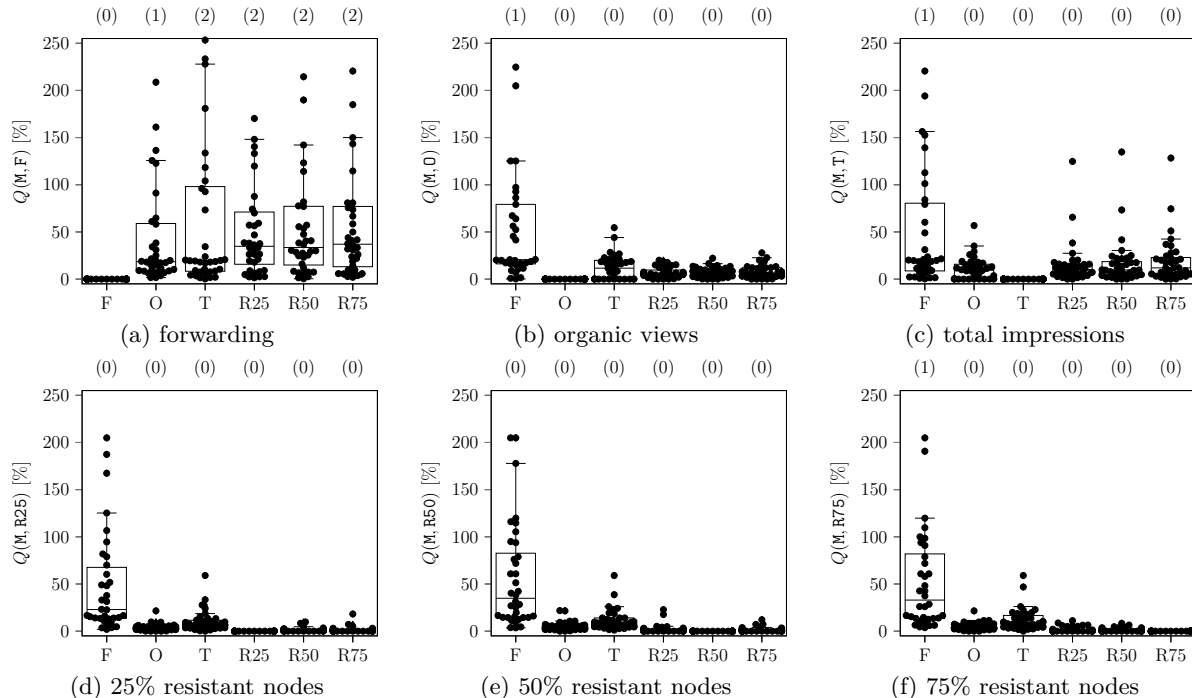 (0) (1) (2) (2) (2) (2)
250
200
150
100
50
0
Q(M,F) [%]
F O T R25 R50 R75
(a) forwarding
(1) (0) (0) (0) (0) (0)
250
200
150
100
50
0
Q(M,O) [%]
F O T R25 R50 R75
(b) organic views
(1) (0) (0) (0) (0) (0)
250
200
150
100
50
0
Q(M,T) [%]
F O T R25 R50 R75
(c) total impressions
(0) (0) (0) (0) (0) (0)
250
200
150
100
50
0
Q(M,R25) [%]
F O T R25 R50 R75
(d) 25% resistant nodes
(0) (0) (0) (0) (0) (0)
250
200
150
100
50
0
Q(M,R50) [%]
F O T R25 R50 R75
(e) 50% resistant nodes
(1) (0) (0) (0) (0) (0)
250
200
150
100
50
0
Q(M,R75) [%]
F O T R25 R50 R75
(f) 75% resistant nodes